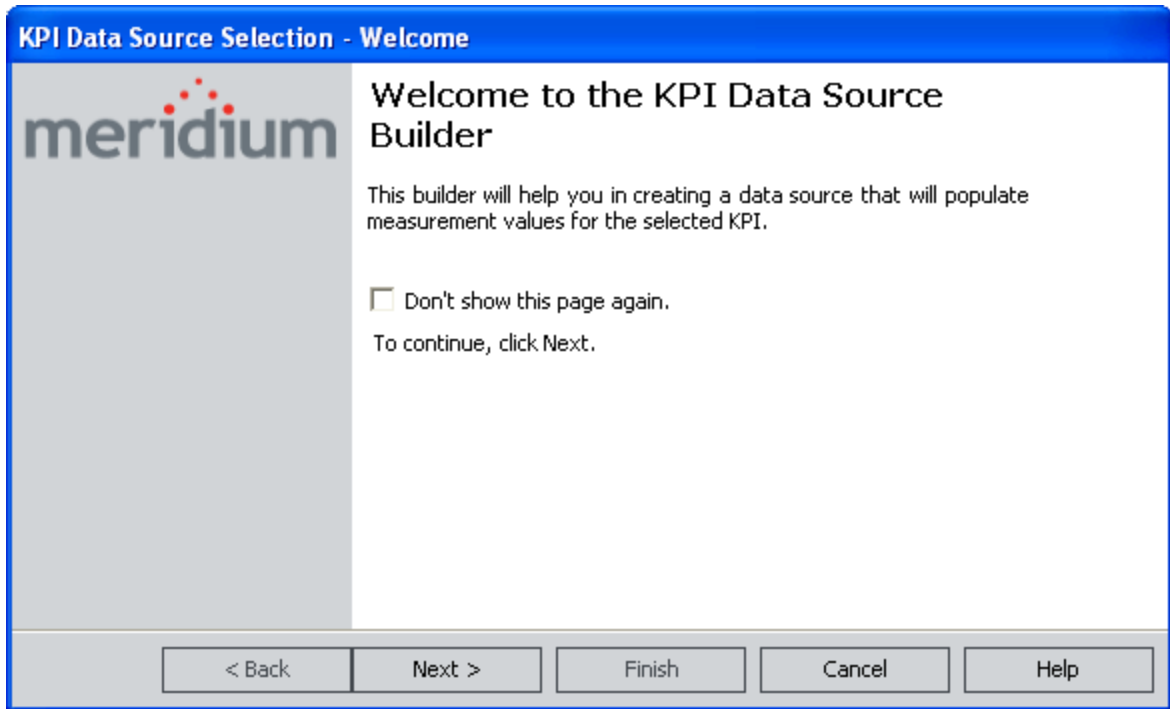 KPI Data Source Selection - Welcome
meridium
Welcome to the KPI Data Source
Builder
This builder will help you in creating a data source that will populate
measurement values for the selected KPI.
Don't show this page again.
To continue, click Next.
< Back
Next >
Finish
Cancel
Help